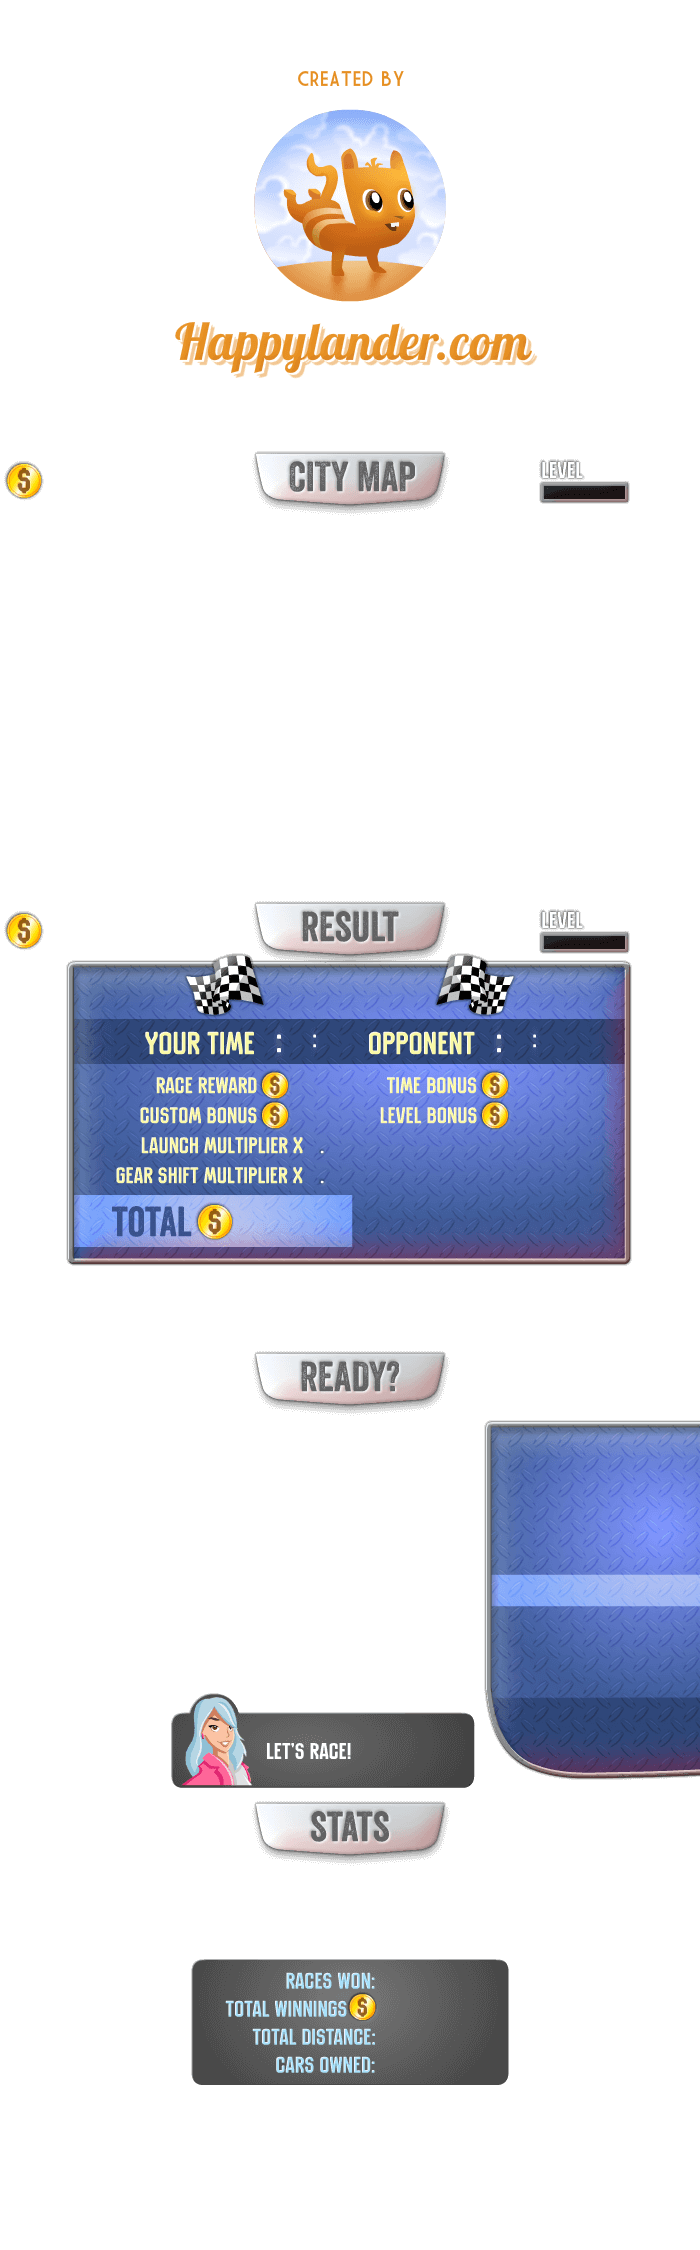 CREATED BY
Happylander.com
$ CITY MAP LEVEL
$ RESULT LEVEL
YOUR TIME : : OPPONENT : :
RACE REWARD $ TIME BONUS $
CUSTOM BONUS $ LEVEL BONUS $
LAUNCH MULTIPLIER X .
GEAR SHIFT MULTIPLIER X .
TOTAL $
READY?
LET'S RACE!
STATS
RACES WON:
TOTAL WINNINGS $
TOTAL DISTANCE:
CARS OWNED: